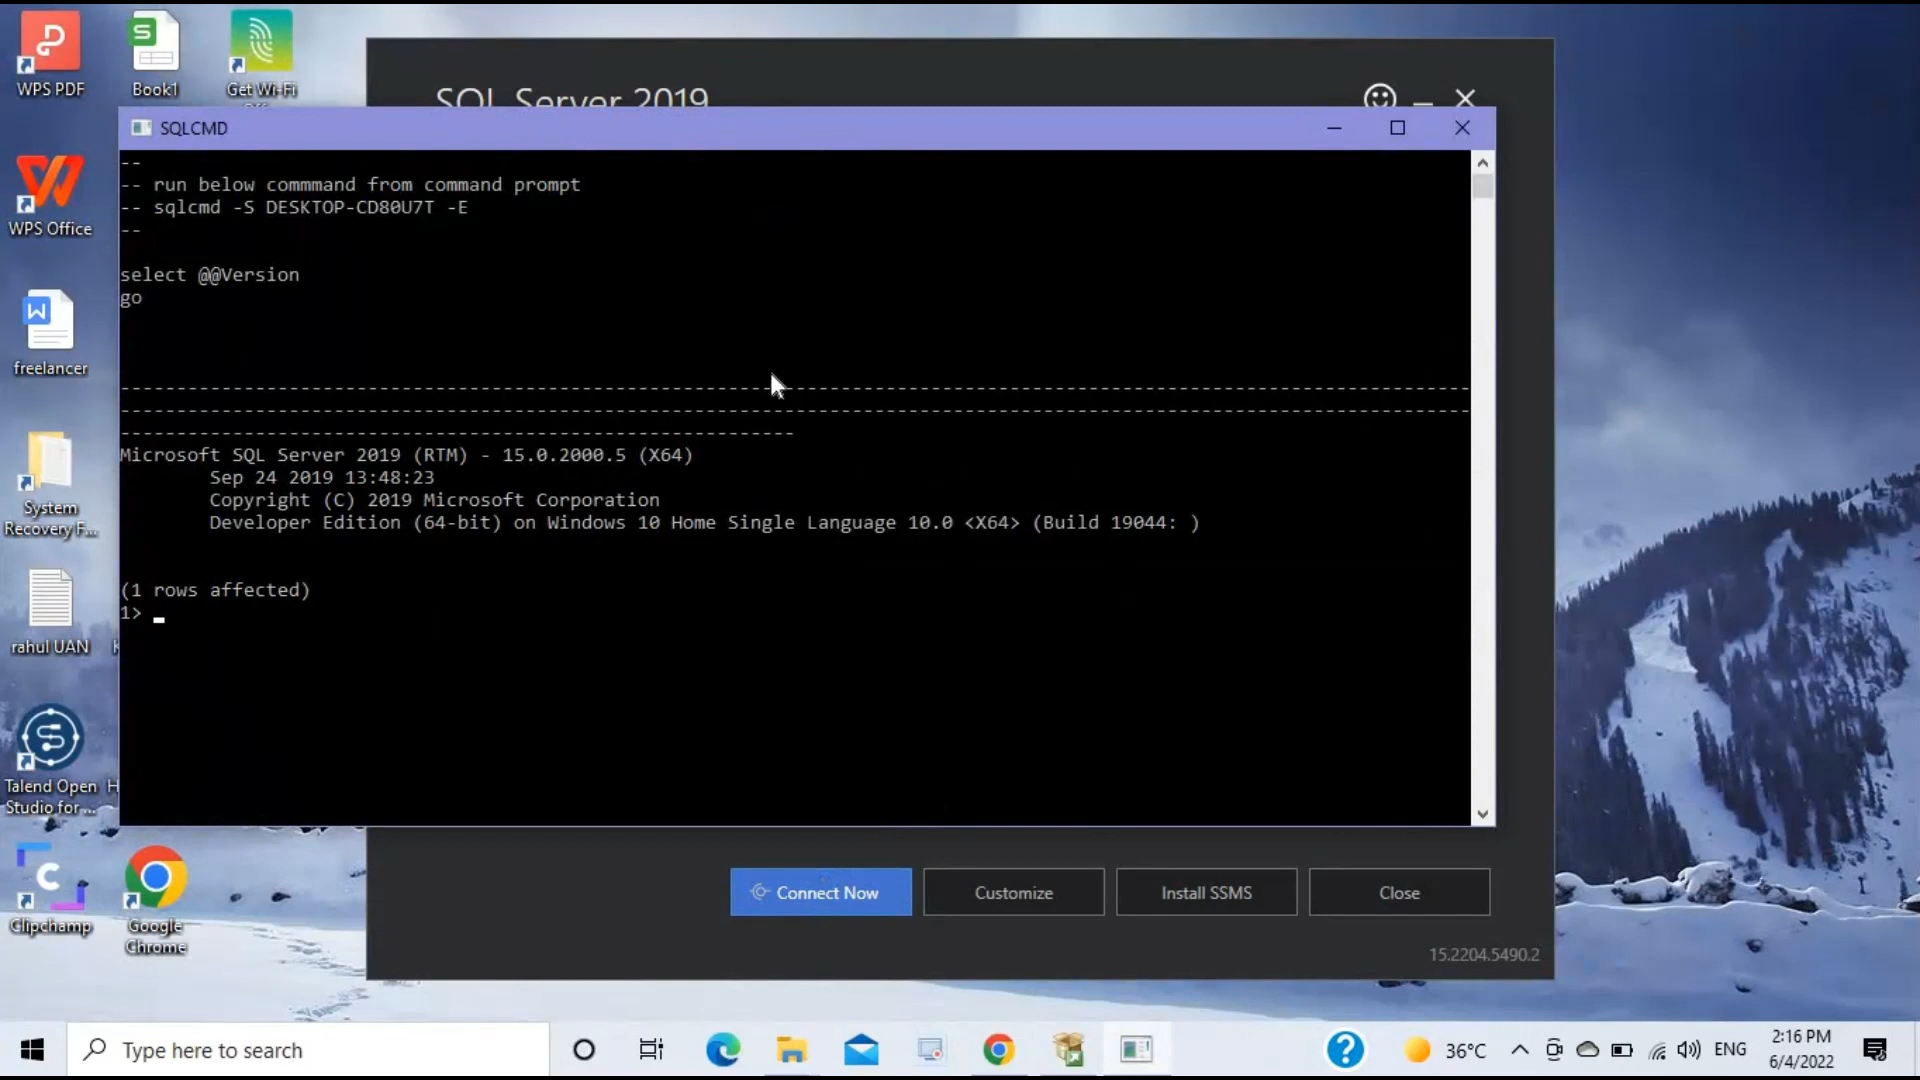 WPS PDF
Book1
Get Wi-Fi
WPS Office
freelancer
System
Recovery F...
rahul UAN
Talend Open
Studio for ...
Clipchamp
Google
Chrome
SQL Server 2019
SQLCMD
--
-- run below commmand from command prompt
-- sqlcmd -S DESKTOP-CD80U7T -E
--
select @@Version
go
------------------------------------------------------------------------------------------------------------------------
------------------------------------------------------------------------------------------------------------------------
------------------------------------------------------------
Microsoft SQL Server 2019 (RTM) - 15.0.2000.5 (X64)
Sep 24 2019 13:48:23
Copyright (C) 2019 Microsoft Corporation
Developer Edition (64-bit) on Windows 10 Home Single Language 10.0 <X64> (Build 19044: )
(1 rows affected)
1> _
Connect Now
Customize
Install SSMS
Close
15.2204.5490.2
Type here to search
36°C
ENG
2:16 PM
6/4/2022